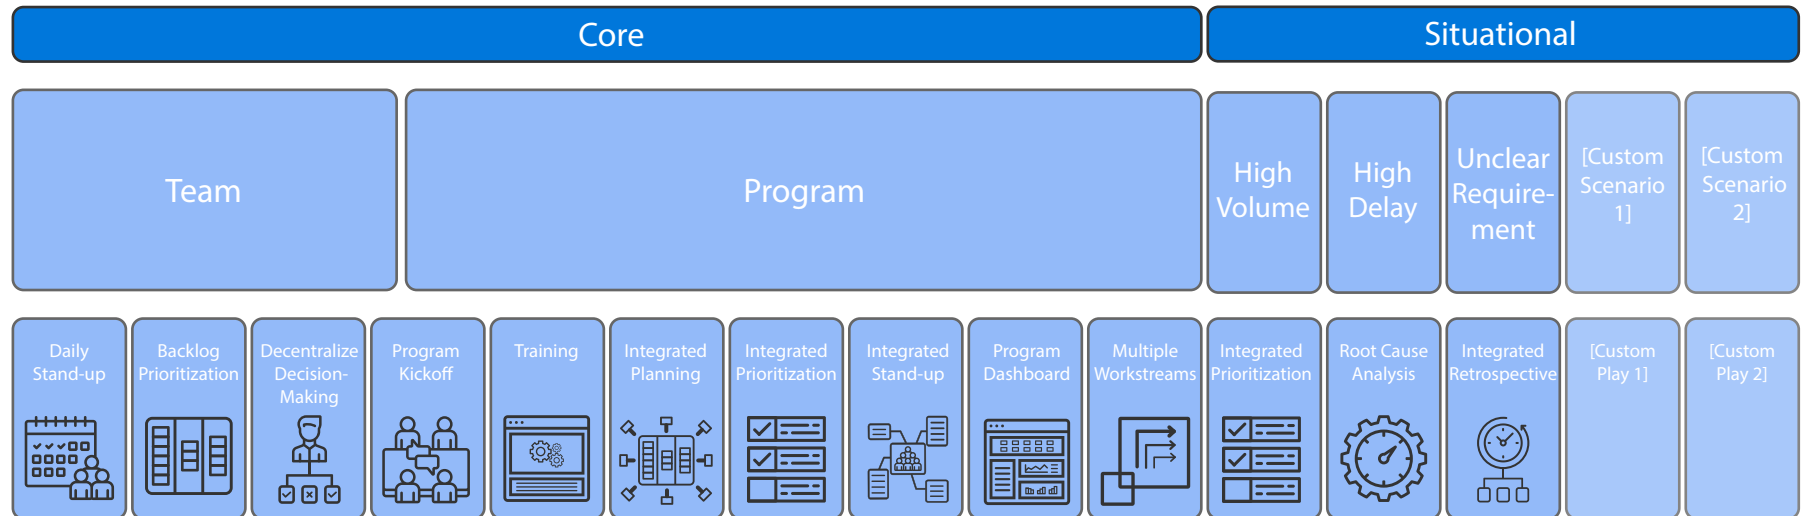 Core
Situational
Team
Program
High
Volume
High
Delay
Unclear
Require-
ment
[Custom
Scenario
1]
[Custom
Scenario
2]
Daily
Stand-up
Backlog
Prioritization
Decentralize
Decision-
Making
Program
Kickoff
Training
Integrated
Planning
Integrated
Prioritization
Integrated
Stand-up
Program
Dashboard
Multiple
Workstreams
Integrated
Prioritization
Root Cause
Analysis
Integrated
Retrospective
[Custom
Play 1]
[Custom
Play 2]